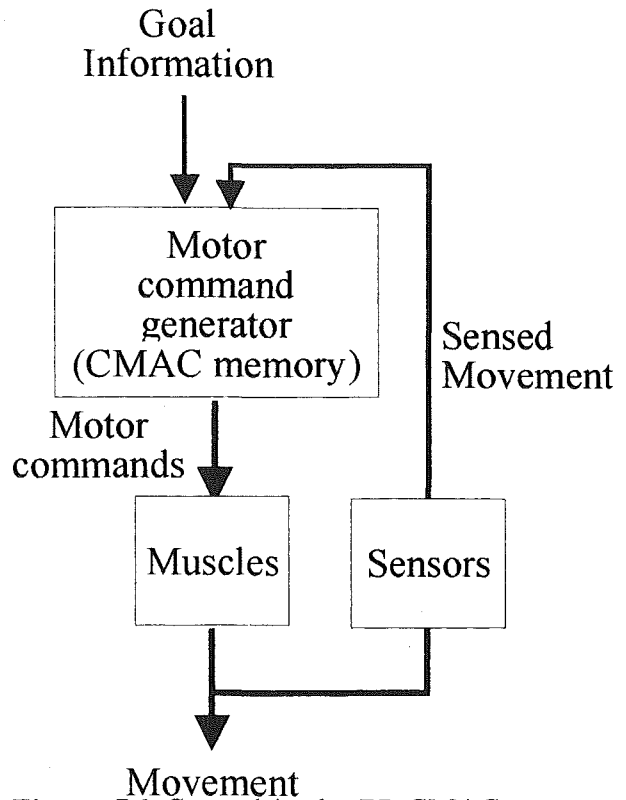 Goal
Information
Motor
command
generator
(CMAC memory)
Sensed
Movement
Motor
commands
Muscles
Sensors
Movement